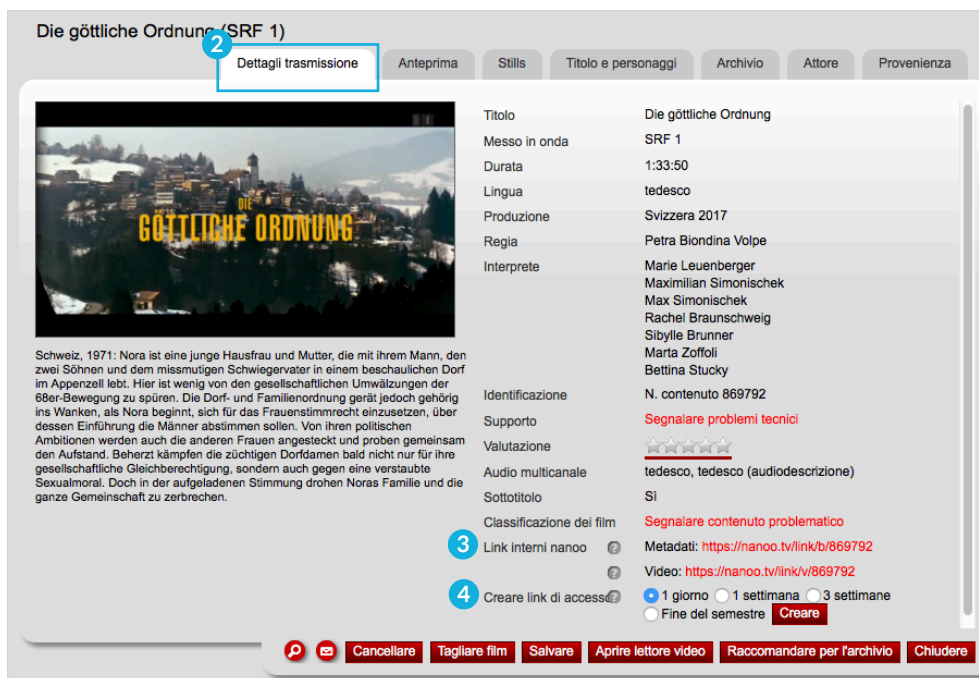 Die göttliche Ordnung (SRF 1)
2
Dettagli trasmissione Anteprima Stills Titolo e personaggi Archivio Attore Provenienza
DIE
GÖTTLICHE ORDNUNG
Schweiz, 1971: Nora ist eine junge Hausfrau und Mutter, die mit ihrem Mann, den
zwei Söhnen und dem missmutigen Schwiegervater in einem beschaulichen Dorf
im Appenzell lebt. Hier ist wenig von den gesellschaftlichen Umwälzungen der
68er-Bewegung zu spüren. Die Dorf- und Familienordnung gerät jedoch gehörig
ins Wanken, als Nora beginnt, sich für das Frauenstimmrecht einzusetzen, über
dessen Einführung die Männer abstimmen sollen. Von ihren politischen
Ambitionen werden auch die anderen Frauen angesteckt und proben gemeinsam
den Aufstand. Beherzt kämpfen die züchtigen Dorfdamen bald nicht nur für ihre
gesellschaftliche Gleichberechtigung, sondern auch gegen eine verstaubte
Sexualmoral. Doch in der aufgeladenen Stimmung drohen Noras Familie und die
ganze Gemeinschaft zu zerbrechen.
Titolo Die göttliche Ordnung
Messo in onda SRF 1
Durata 1:33:50
Lingua tedesco
Produzione Svizzera 2017
Regia Petra Biondina Volpe
Interprete Marie Leuenberger
Maximilian Simonischek
Max Simonischek
Rachel Braunschweig
Sibylle Brunner
Marta Zoffoli
Bettina Stucky
Identificazione N. contenuto 869792
Supporto Segnalare problemi tecnici
Valutazione
Audio multicanale tedesco, tedesco (audiodescrizione)
Sottotitolo Sì
Classificazione dei film Segnalare contenuto problematico
3 Link interni nanoo ? Metadati: https://nanoo.tv/link/b/869792
? Video: https://nanoo.tv/link/v/869792
4 Creare link di accesso ? 1 giorno 1 settimana 3 settimane
Fine del semestre Creare
Cancellare Tagliare film Salvare Aprire lettore video Raccomandare per l'archivio Chiudere